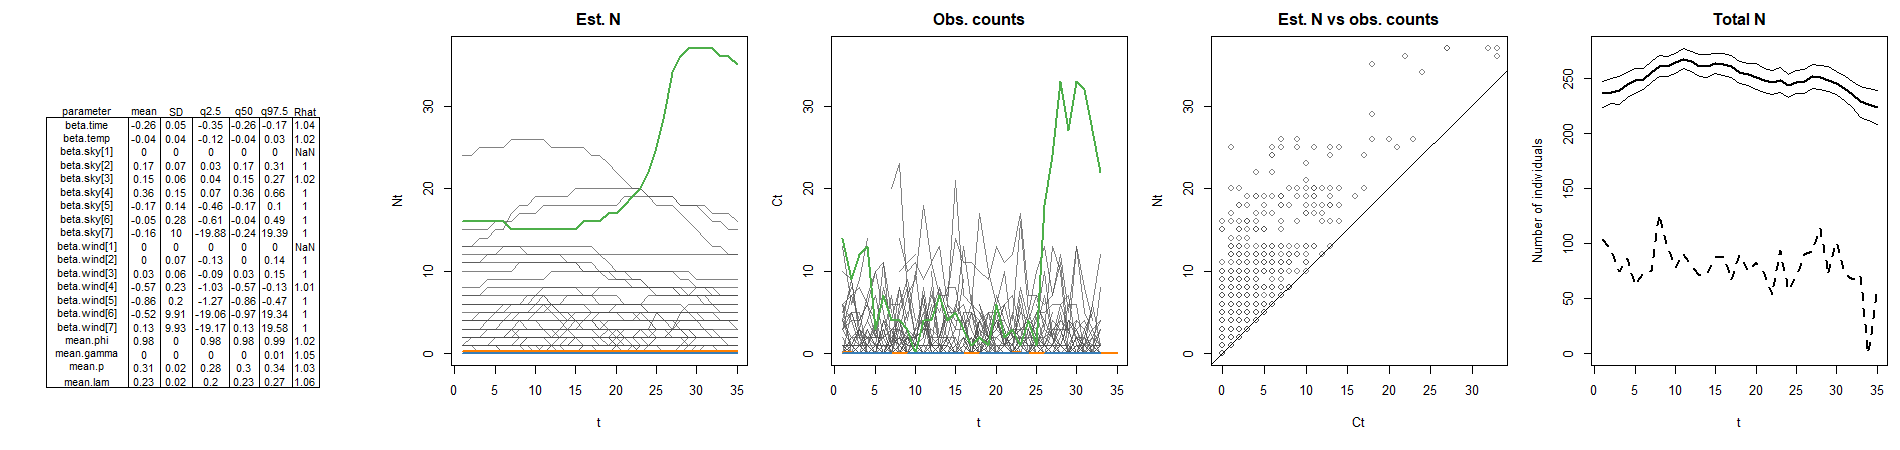 parameter mean SD q2.5 q50 q97.5 Rhat
beta.time -0.26 0.05 -0.35 -0.26 -0.17 1.04
beta.temp -0.04 0.04 -0.12 -0.04 0.03 1.02
beta.sky[1] 0 0 0 0 0 NaN
beta.sky[2] 0.17 0.07 0.03 0.17 0.31 1
beta.sky[3] 0.15 0.06 0.04 0.15 0.27 1.02
beta.sky[4] 0.36 0.15 0.07 0.36 0.66 1
beta.sky[5] -0.17 0.14 -0.46 -0.17 0.1 1
beta.sky[6] -0.05 0.28 -0.61 -0.04 0.49 1
beta.sky[7] -0.16 10 -19.88 -0.24 19.39 1
beta.wind[1] 0 0 0 0 0 NaN
beta.wind[2] 0 0.07 -0.13 0 0.14 1
beta.wind[3] 0.03 0.06 -0.09 0.03 0.15 1
beta.wind[4] -0.57 0.23 -1.03 -0.57 -0.13 1.01
beta.wind[5] -0.86 0.2 -1.27 -0.86 -0.47 1
beta.wind[6] -0.52 9.91 -19.06 -0.97 19.34 1
beta.wind[7] 0.13 9.93 -19.17 0.13 19.58 1
mean.phi 0.98 0 0.98 0.98 0.99 1.02
mean.gamma 0 0 0 0 0.01 1.05
mean.p 0.31 0.02 0.28 0.3 0.34 1.03
mean.lam 0.23 0.02 0.2 0.23 0.27 1.06
Est. N
Nt
30
20
10
0
0 5 10 15 20 25 30 35
t
Obs. counts
Ct
30
20
10
0
0 5 10 15 20 25 30 35
t
Est. N vs obs. counts
Nt
30
20
10
0
0 5 10 15 20 25 30
Ct
Total N
Number of individuals
250
200
150
100
50
0
0 5 10 15 20 25 30 35
t